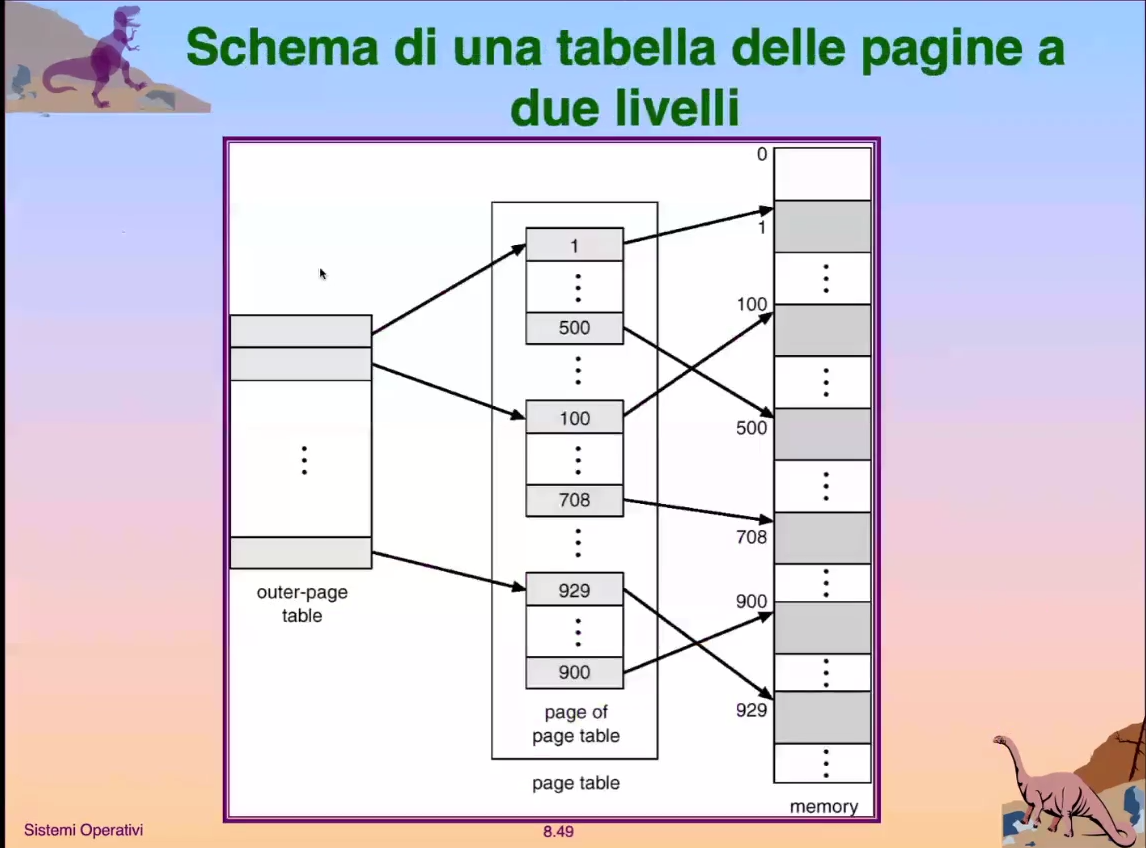 Schema di una tabella delle pagine a
due livelli
outer-page
table
1
500
100
708
929
900
page of
page table
page table
0
1
100
500
708
900
929
memory
Sistemi Operativi
8.49